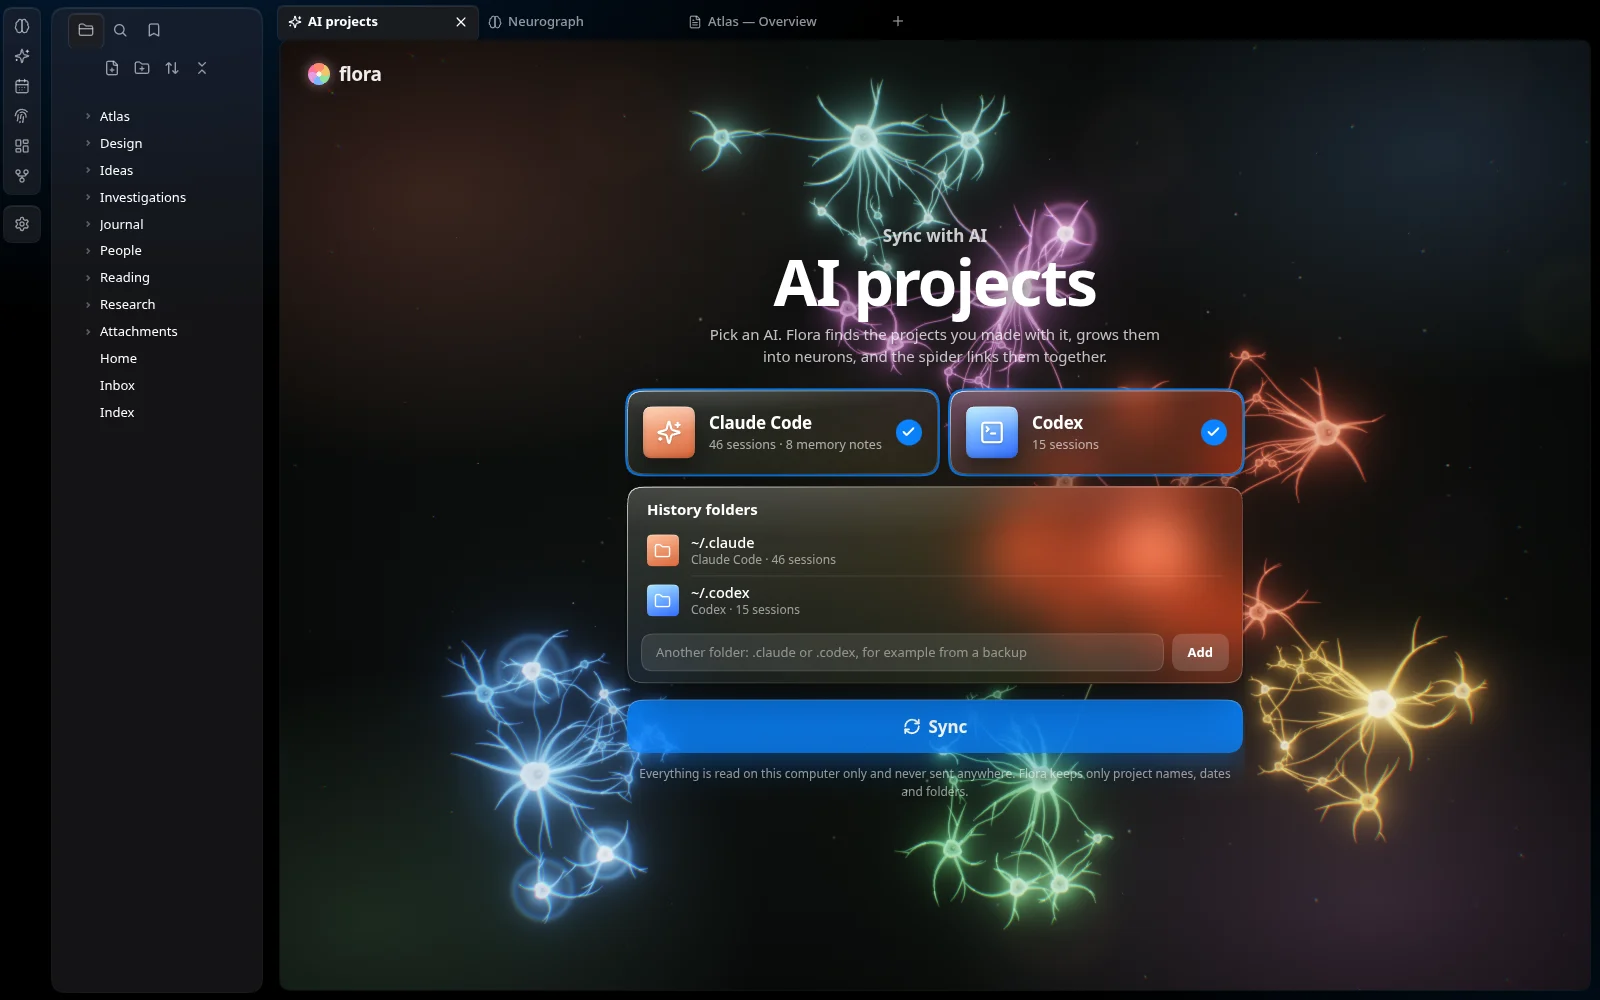 AI projects
Neurograph
Atlas — Overview
flora
Atlas
Design
Ideas
Investigations
Journal
People
Reading
Research
Attachments
Home
Inbox
Index
Sync with AI
AI projects
Pick an AI. Flora finds the projects you made with it, grows them
into neurons, and the spider links them together.
Claude Code
46 sessions · 8 memory notes
Codex
15 sessions
History folders
~/.claude
Claude Code · 46 sessions
~/.codex
Codex · 15 sessions
Another folder: .claude or .codex, for example from a backup
Add
Sync
Everything is read on this computer only and never sent anywhere. Flora keeps only project names, dates
and folders.